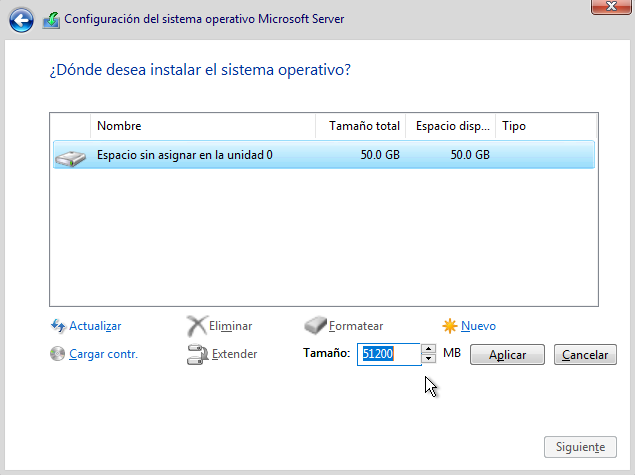 Configuración del sistema operativo Microsoft Server
¿Dónde desea instalar el sistema operativo?
Nombre Tamaño total Espacio disp... Tipo
Espacio sin asignar en la unidad 0 50.0 GB 50.0 GB
Actualizar Eliminar Formatear Nuevo
Cargar contr. Extender Tamaño: 51200 MB Aplicar Cancelar
Siguiente